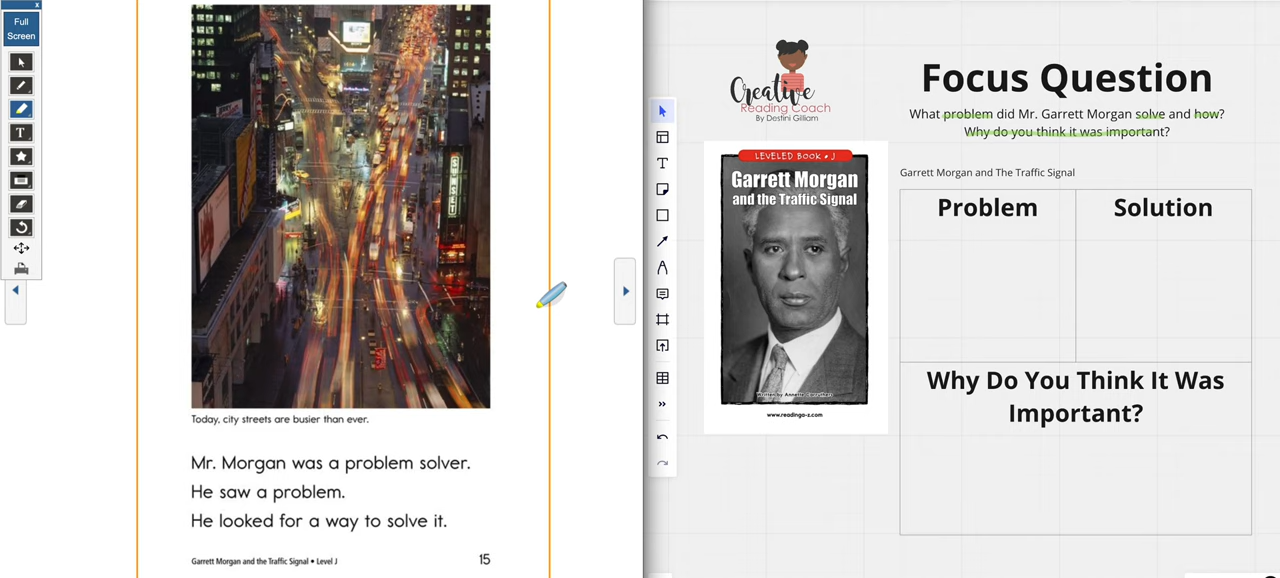 x
Full
Screen
T
Today, city streets are busier than ever.
Mr. Morgan was a problem solver.
He saw a problem.
He looked for a way to solve it.
Garrett Morgan and the Traffic Signal • Level J
15
Creative
Reading Coach
By Destini Gilliam
LEVELED BOOK • J
Garrett Morgan
and the Traffic Signal
Written by Annette Carruthers
www.readinga-z.com
Focus Question
What problem did Mr. Garrett Morgan solve and how?
Why do you think it was important?
Garrett Morgan and The Traffic Signal
Problem
Solution
Why Do You Think It Was
Important?